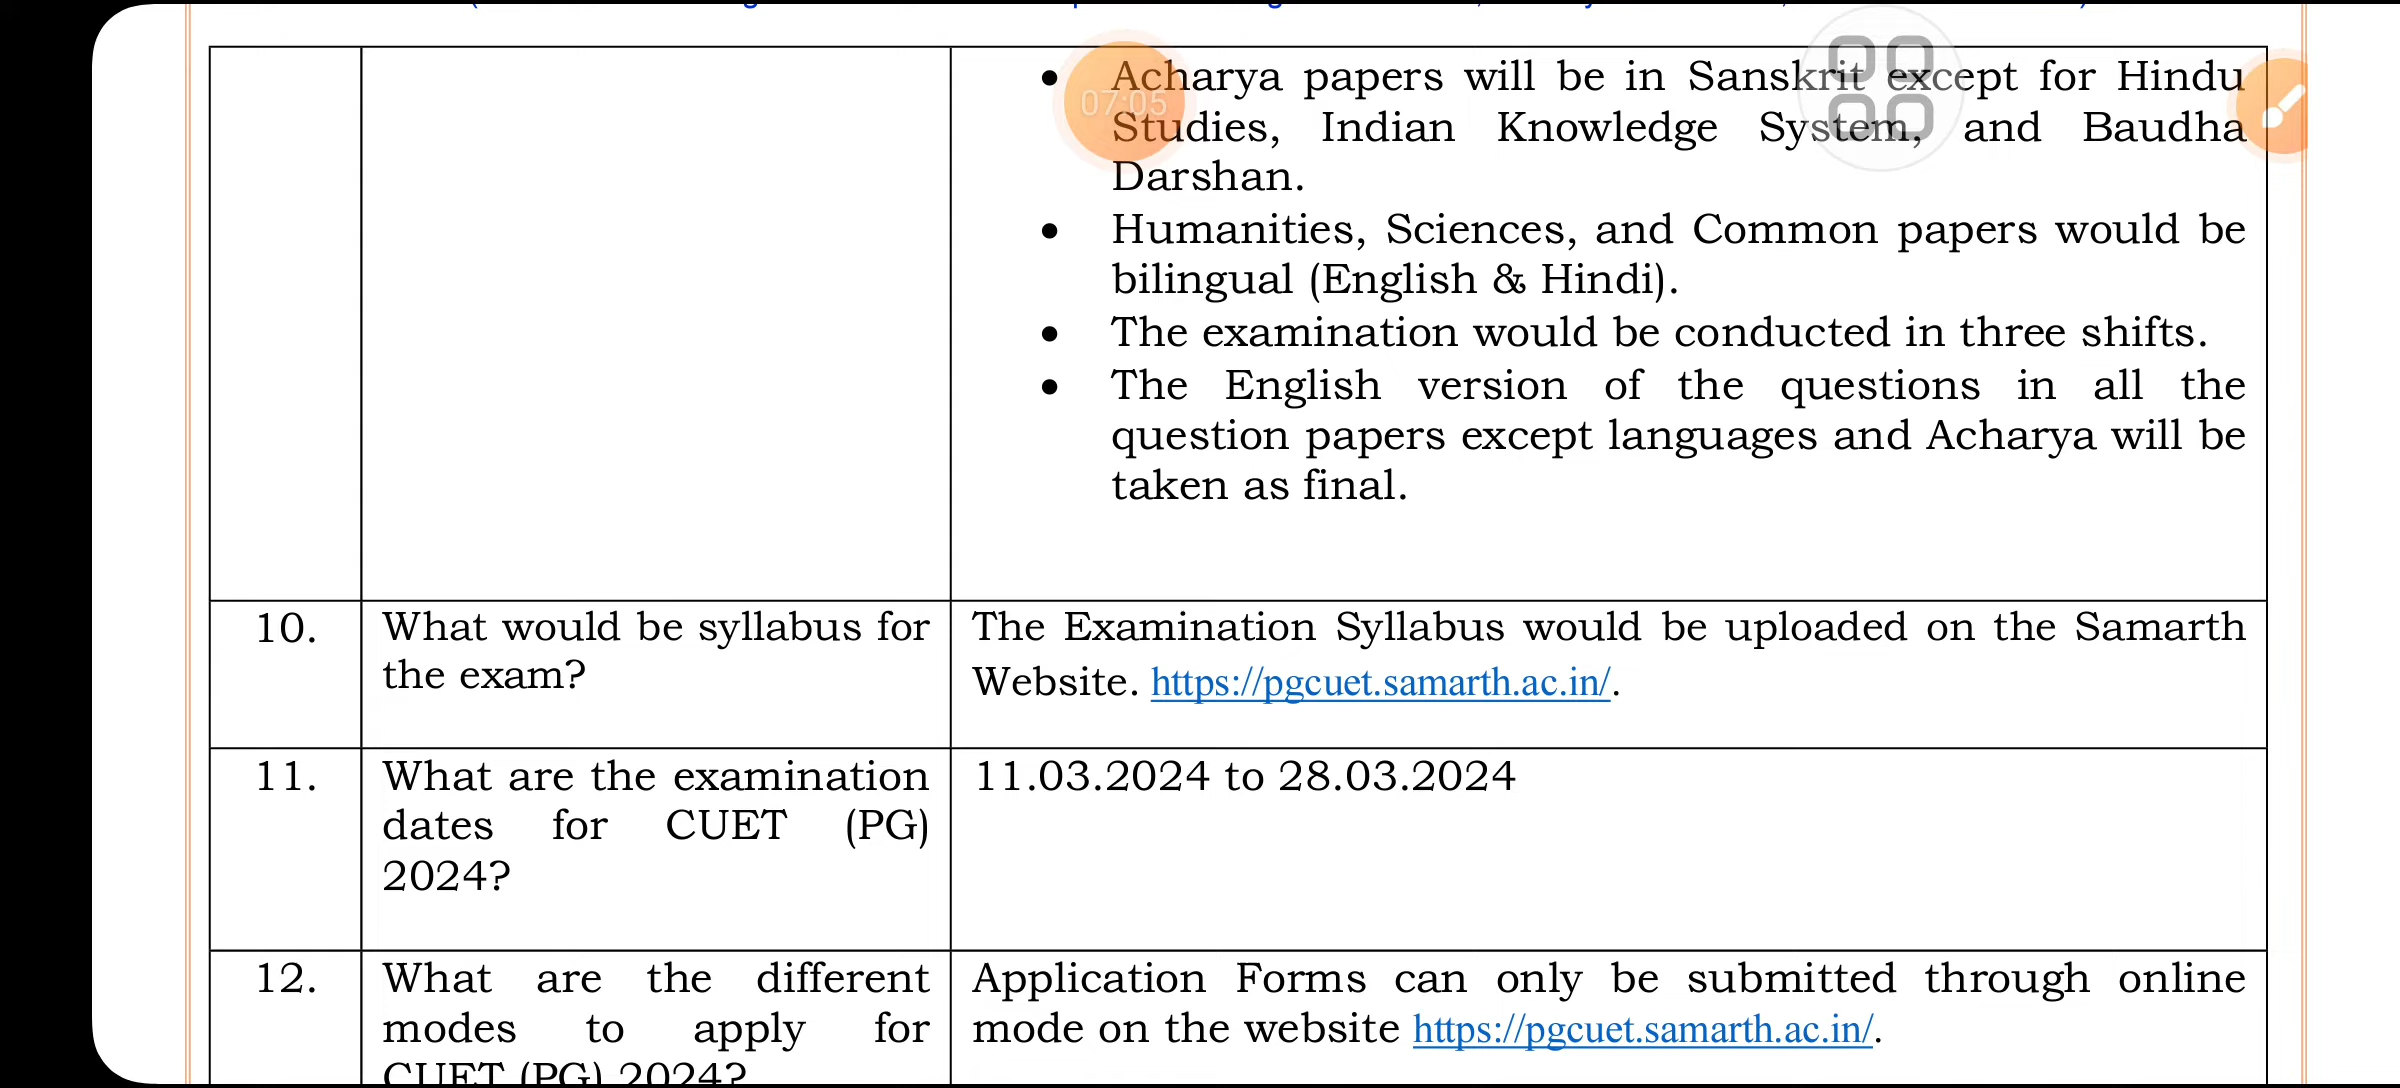 07:05
• Acharya papers will be in Sanskrit except for Hindu
Studies, Indian Knowledge System, and Baudha
Darshan.
• Humanities, Sciences, and Common papers would be
bilingual (English & Hindi).
• The examination would be conducted in three shifts.
• The English version of the questions in all the
question papers except languages and Acharya will be
taken as final.
10. What would be syllabus for
the exam?
The Examination Syllabus would be uploaded on the Samarth
Website. https://pgcuet.samarth.ac.in/.
11. What are the examination
dates for CUET (PG)
2024?
11.03.2024 to 28.03.2024
12. What are the different
modes to apply for
CUET (PG) 2024?
Application Forms can only be submitted through online
mode on the website https://pgcuet.samarth.ac.in/.